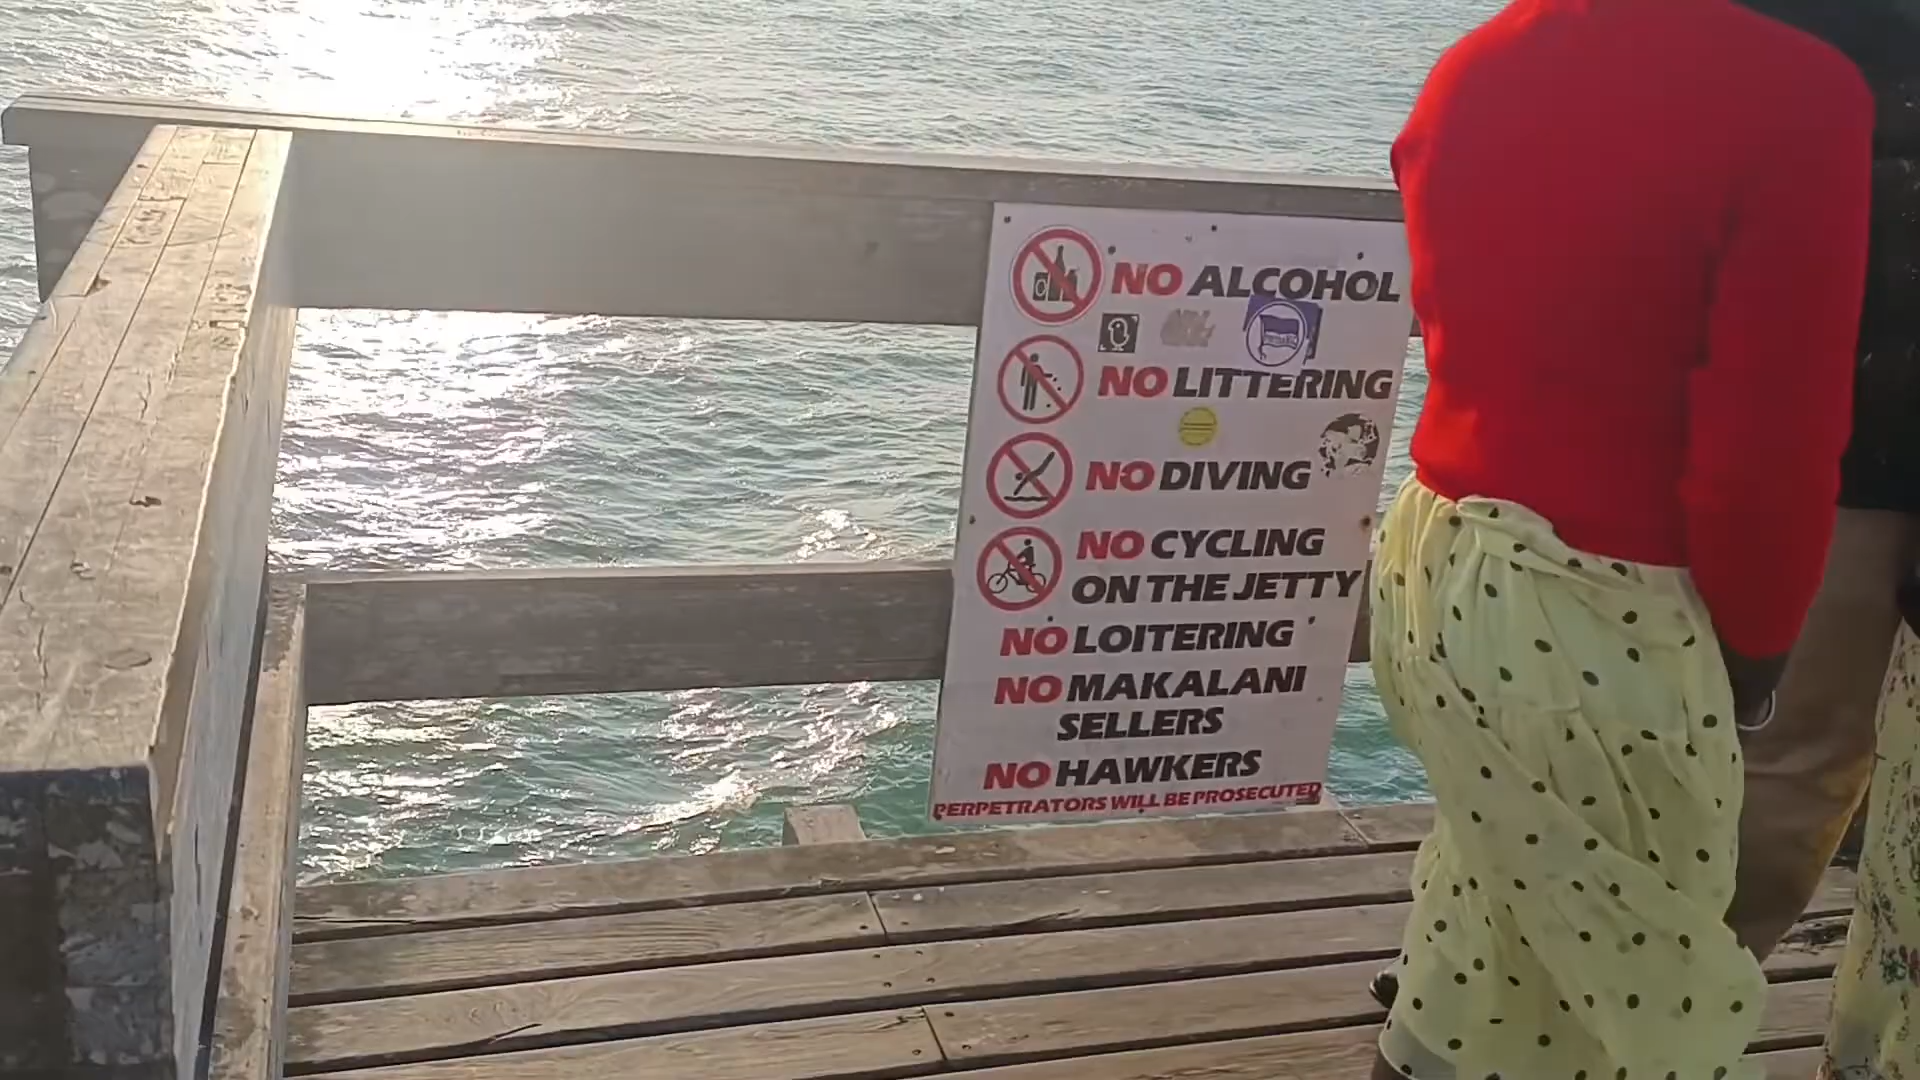 NO ALCOHOL
NO LITTERING
NO DIVING
NO CYCLING
ON THE JETTY
NO LOITERING
NO MAKALANI
SELLERS
NO HAWKERS
PERPETRATORS WILL BE PROSECUTED